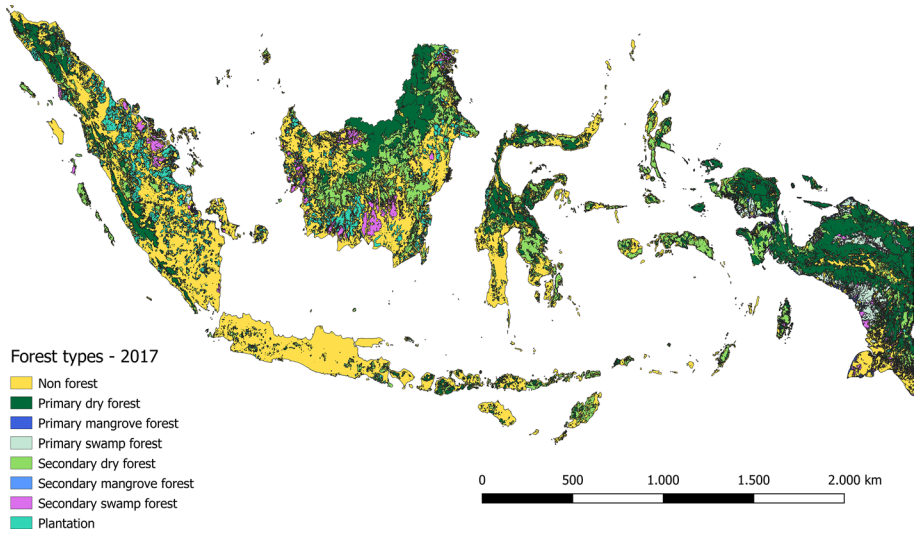 Forest types - 2017
Non forest
Primary dry forest
Primary mangrove forest
Primary swamp forest
Secondary dry forest
Secondary mangrove forest
Secondary swamp forest
Plantation
0 500 1.000 1.500 2.000 km